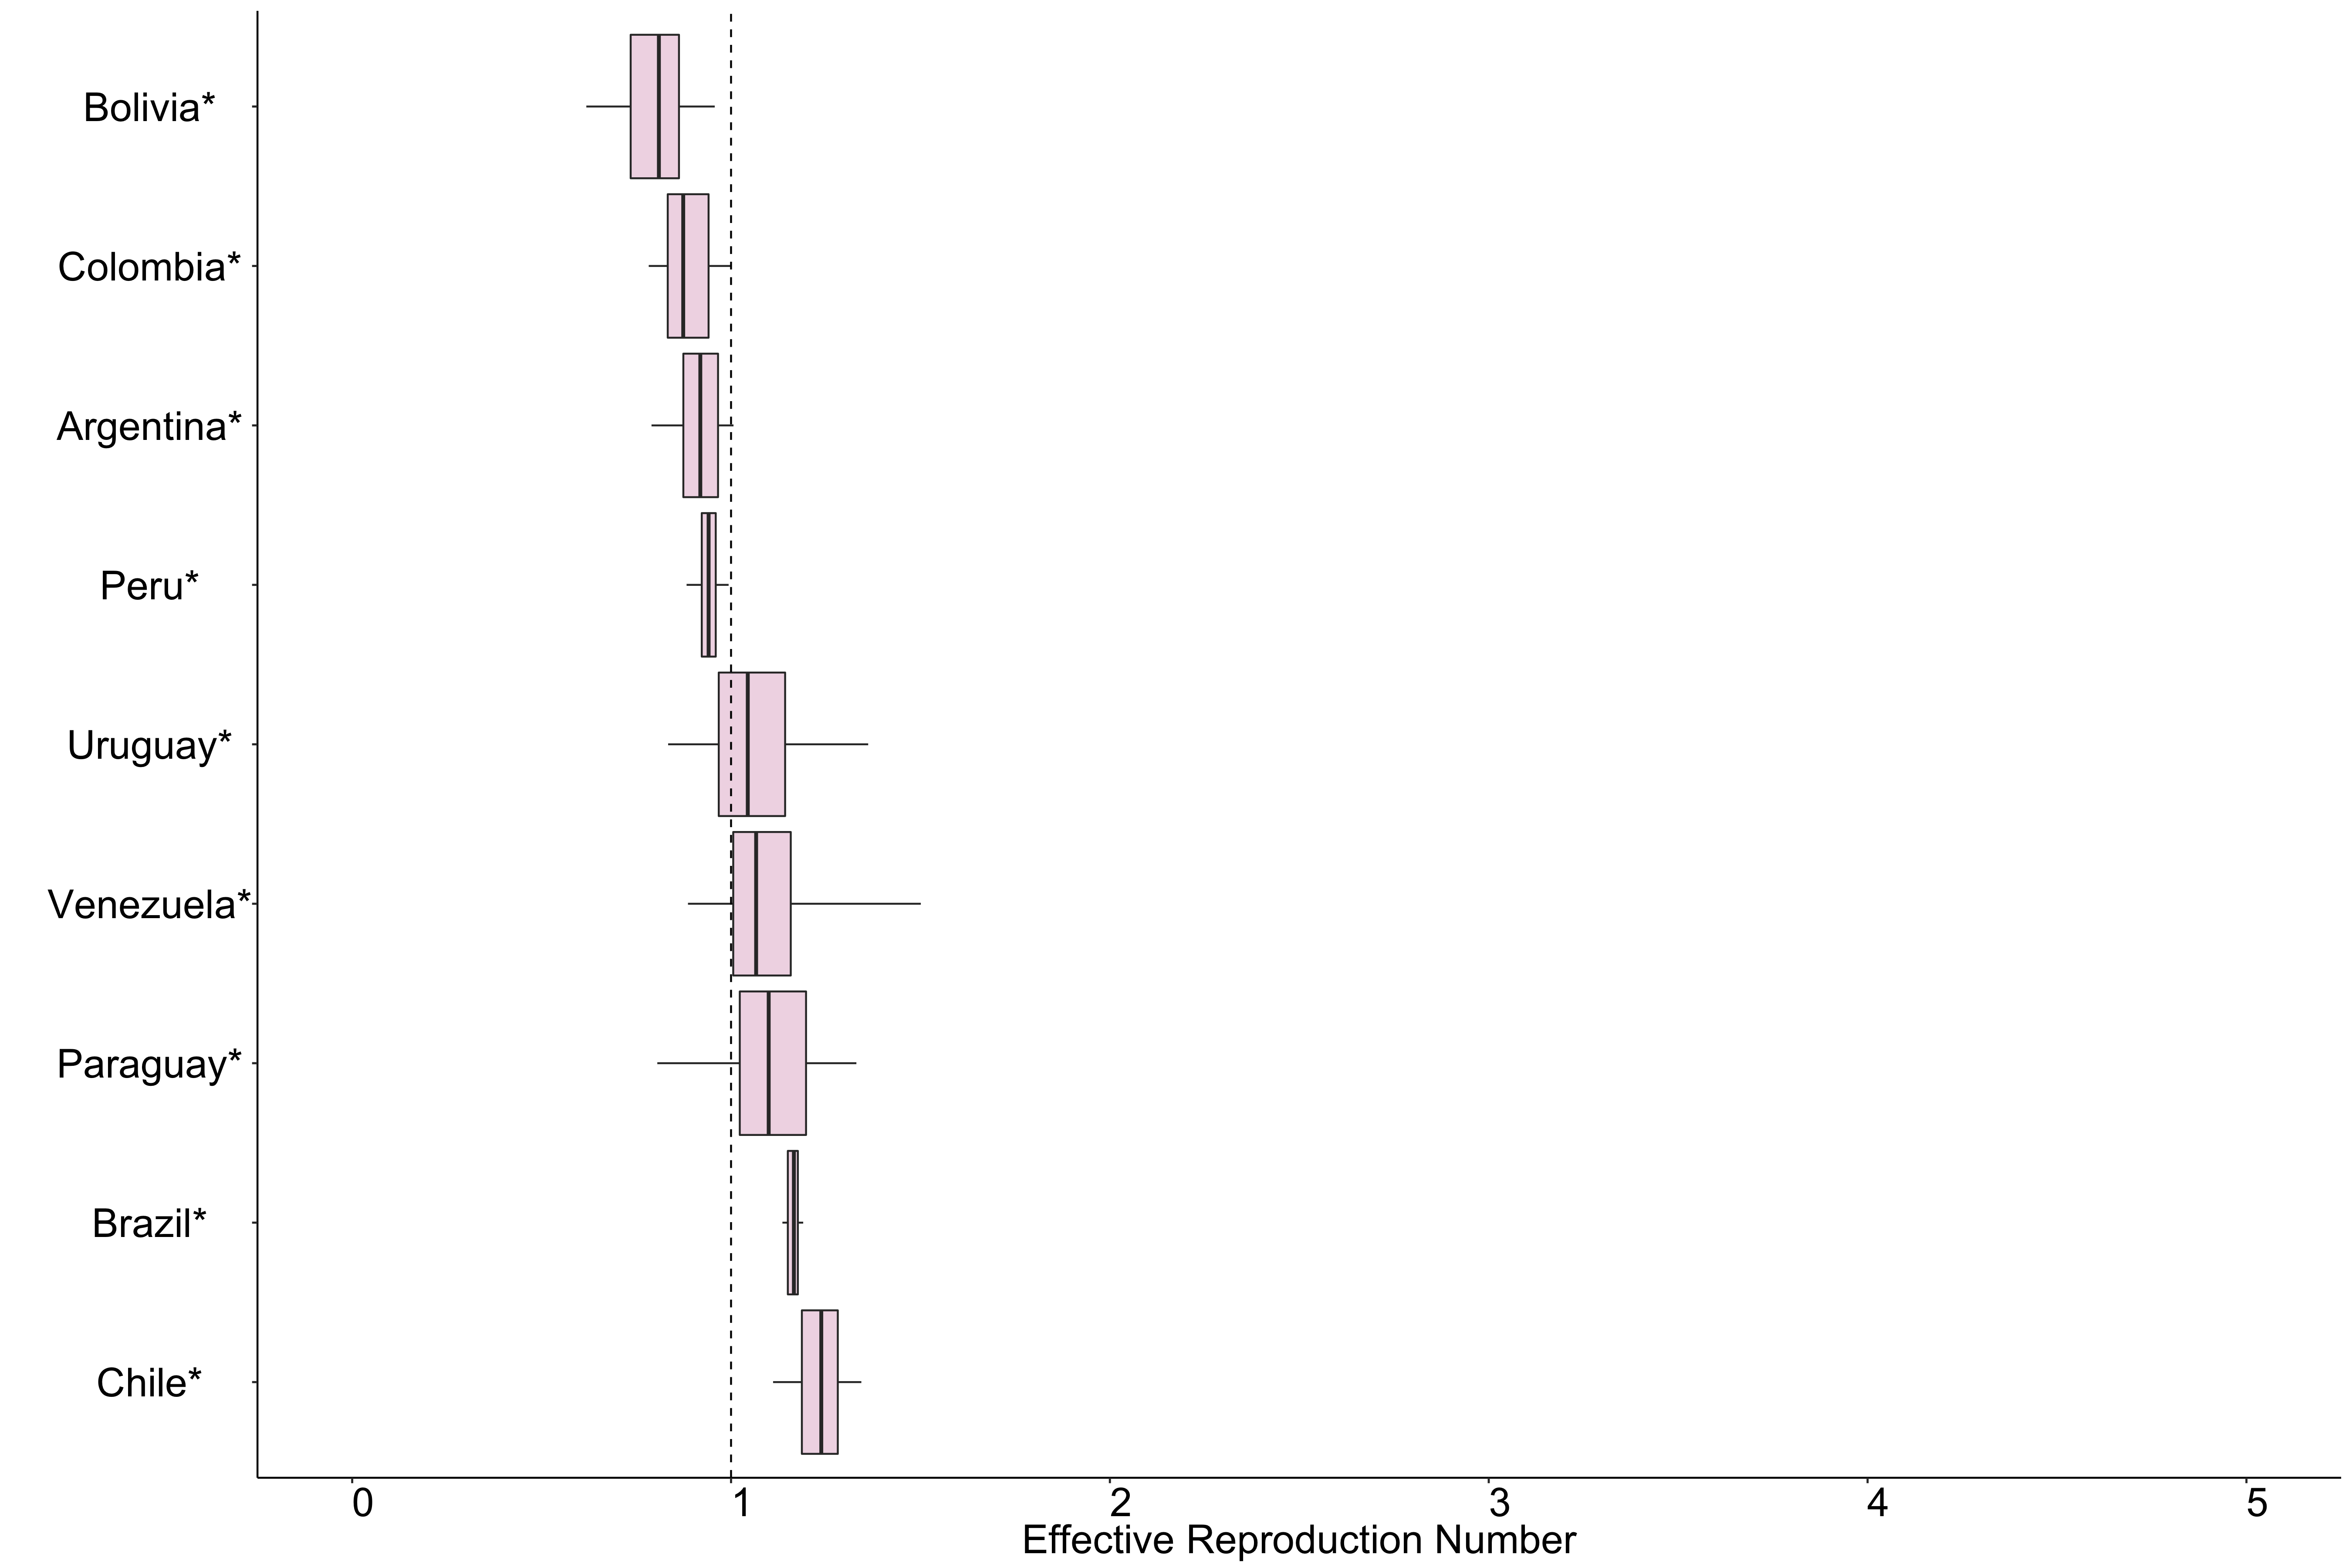 Bolivia*
Colombia*
Argentina*
Peru*
Uruguay*
Venezuela*
Paraguay*
Brazil*
Chile*
0 1 2 3 4 5
Effective Reproduction Number